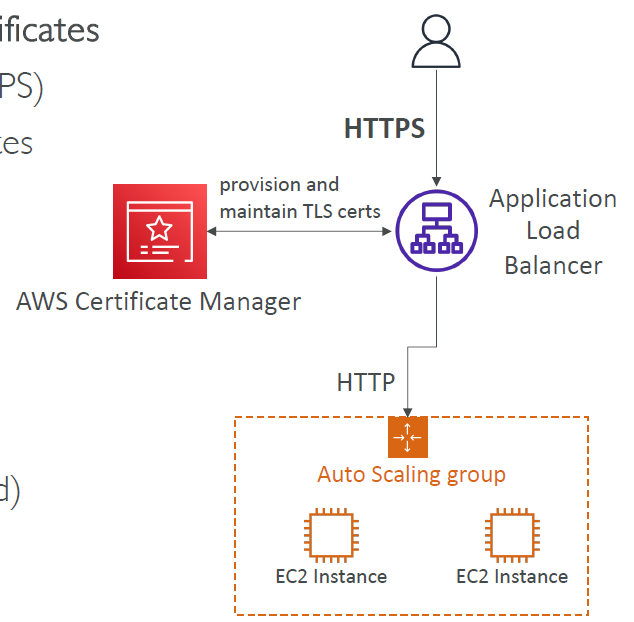 ificates
PS)
tes
HTTPS
provision and
maintain TLS certs
Application
Load
Balancer
AWS Certificate Manager
HTTP
Auto Scaling group
d)
EC2 Instance
EC2 Instance